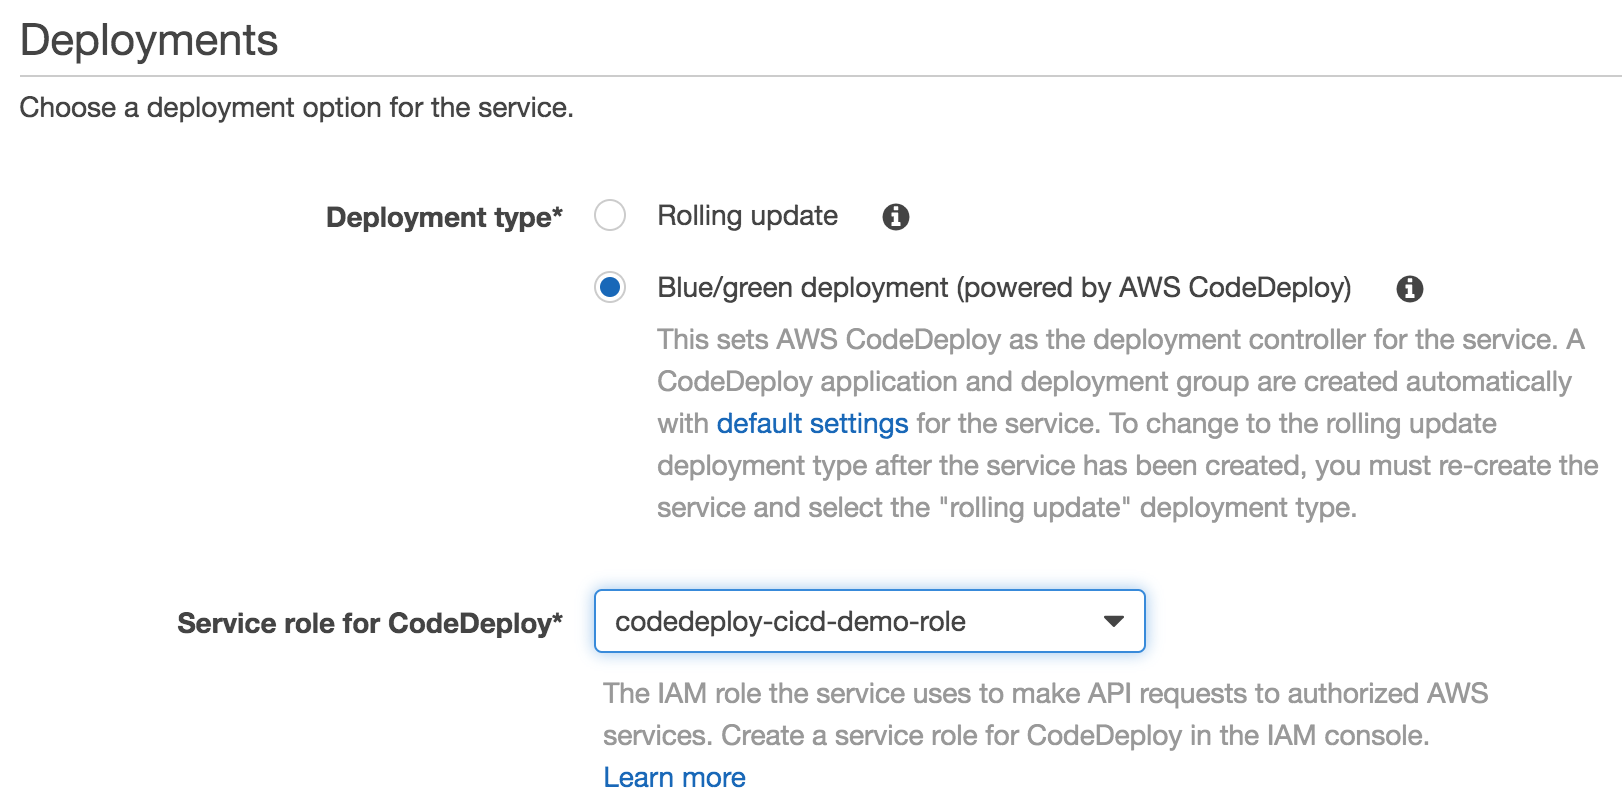 Deployments
Choose a deployment option for the service.
Deployment type*
Rolling update
Blue/green deployment (powered by AWS CodeDeploy)
This sets AWS CodeDeploy as the deployment controller for the service. A
CodeDeploy application and deployment group are created automatically
with default settings for the service. To change to the rolling update
deployment type after the service has been created, you must re-create the
service and select the "rolling update" deployment type.
Service role for CodeDeploy*
codedeploy-cicd-demo-role
The IAM role the service uses to make API requests to authorized AWS
services. Create a service role for CodeDeploy in the IAM console.
Learn more